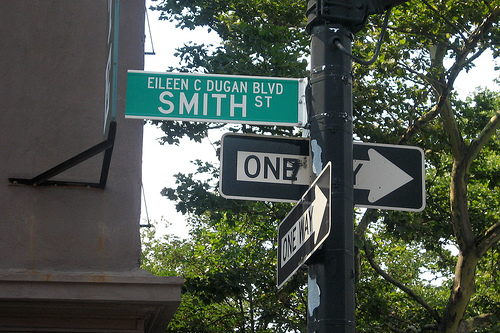 EILEEN C DUGAN BLVD
SMITH ST
ONE Y
ONE WAY